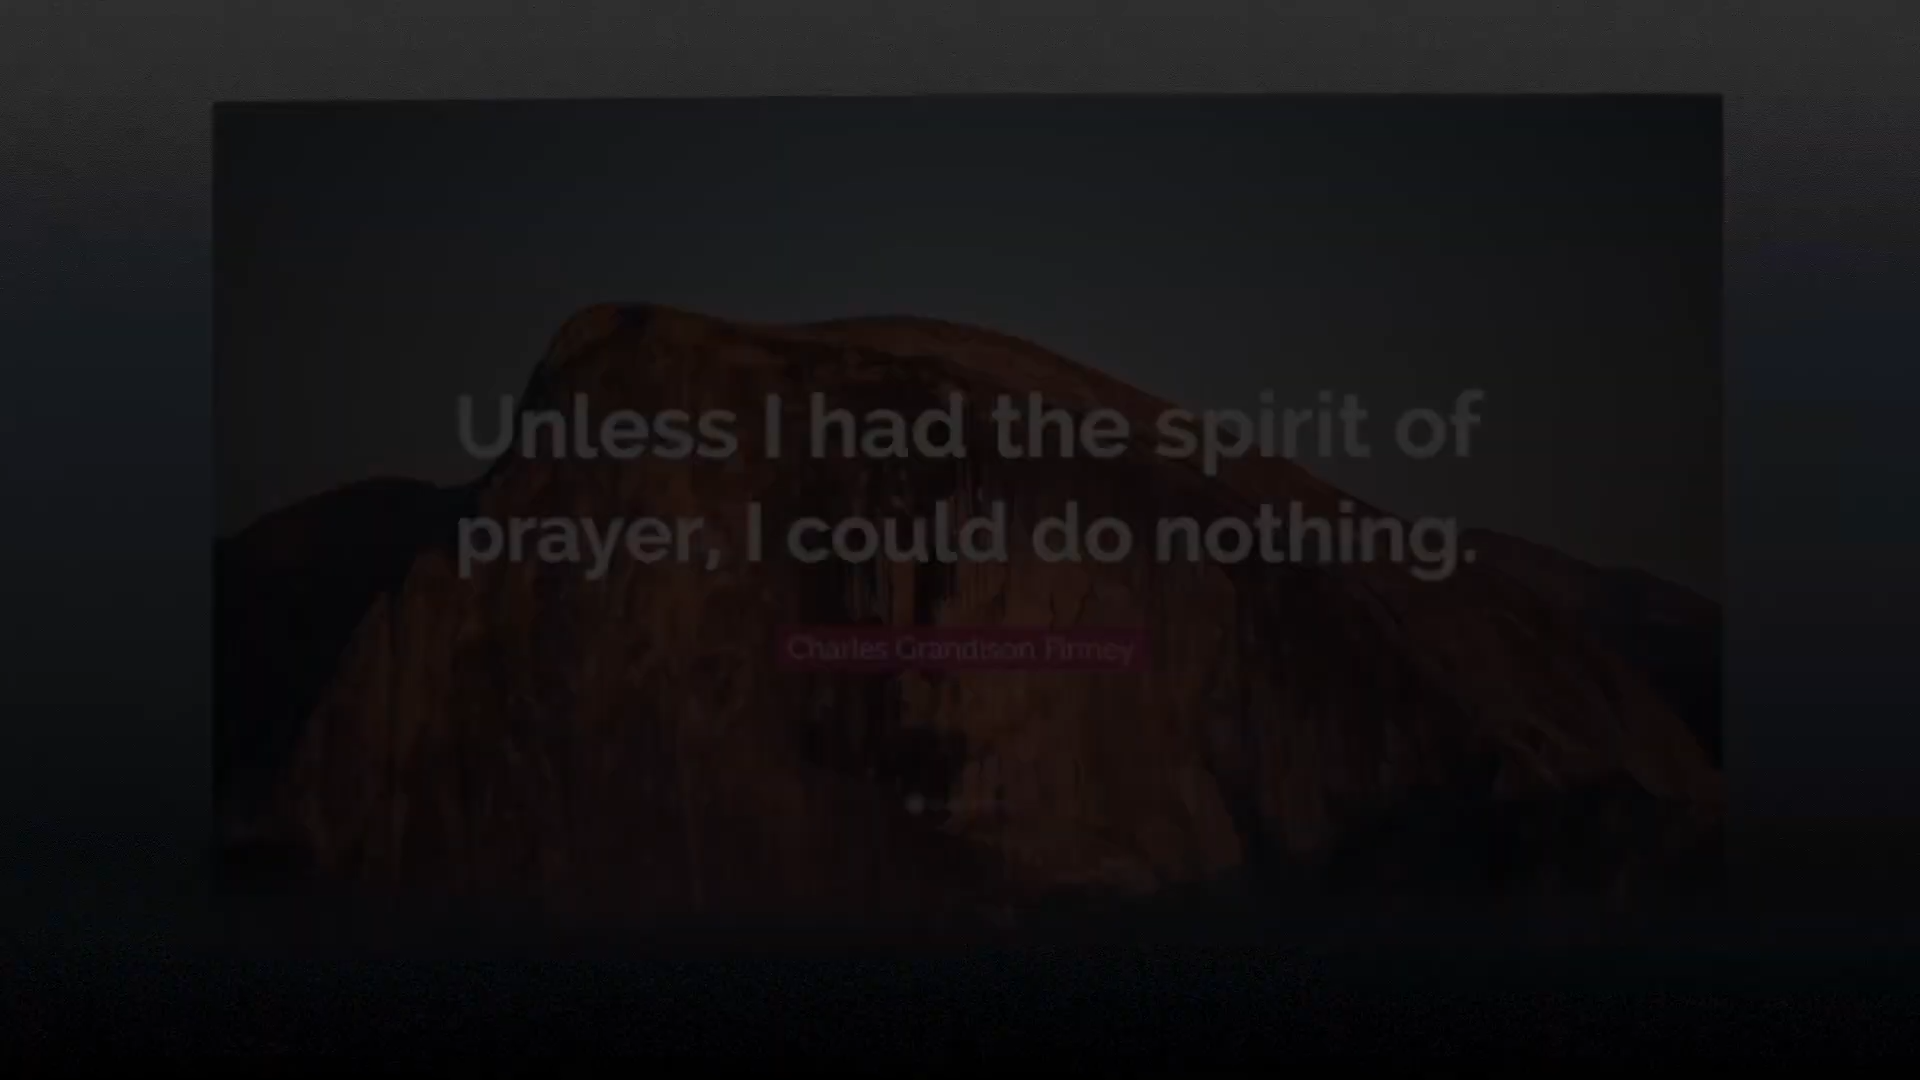 Unless I had the spirit of
prayer, I could do nothing.
Charles Grandison Finney